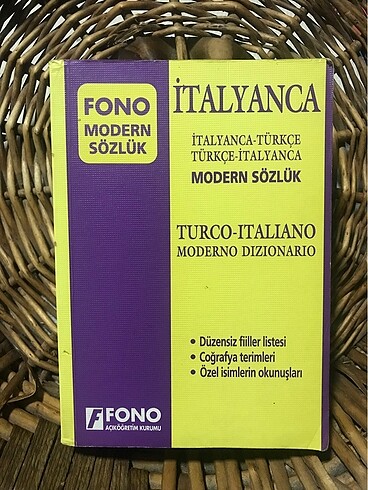 FONO
MODERN
SÖZLÜK
İTALYANCA
İTALYANCA-TÜRKÇE
TÜRKÇE-İTALYANCA
MODERN SÖZLÜK
TURCO-ITALIANO
MODERNO DIZIONARIO
• Düzensiz fiiller listesi
• Coğrafya terimleri
• Özel isimlerin okunuşları
FONO
AÇIKÖĞRETİM KURUMU